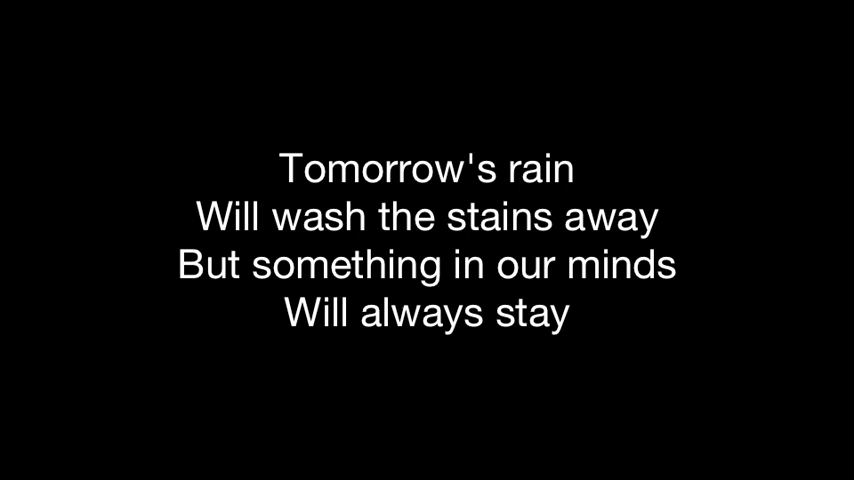 Tomorrow's rain
Will wash the stains away
But something in our minds
Will always stay